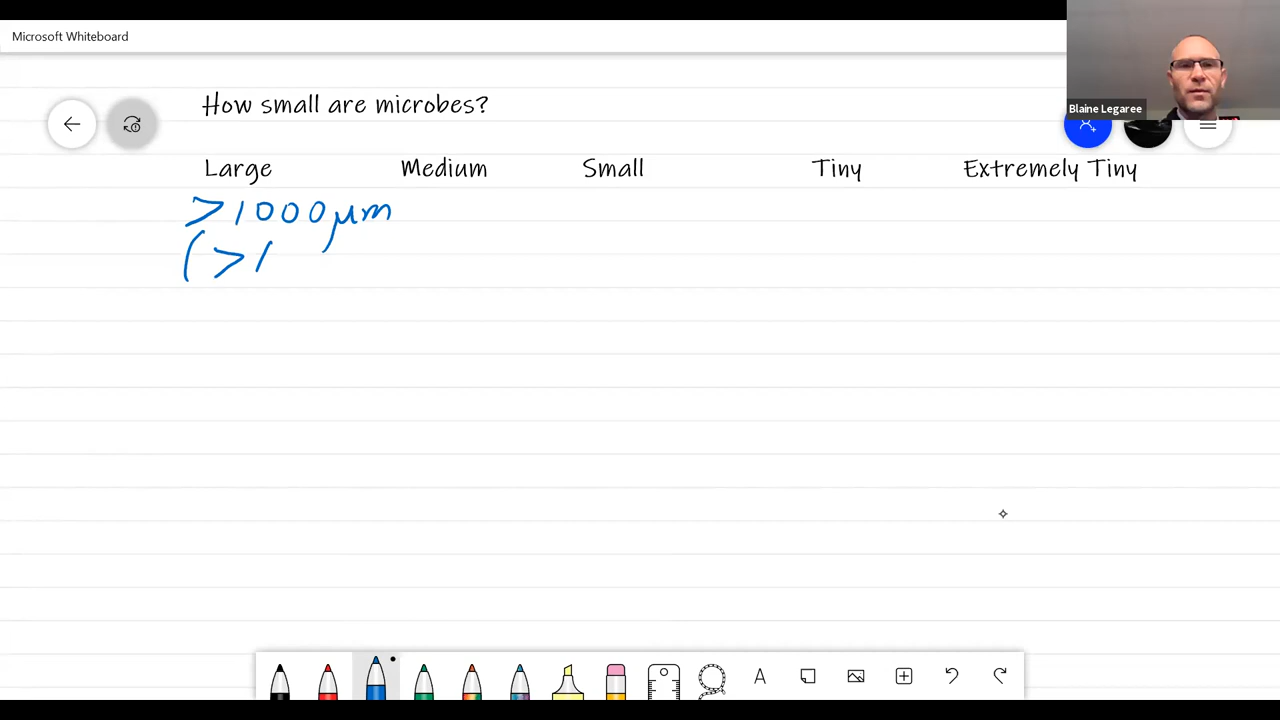 Microsoft Whiteboard
Blaine Legaree
How small are microbes?
Large Medium Small Tiny Extremely Tiny
>1000μm
(>1
A